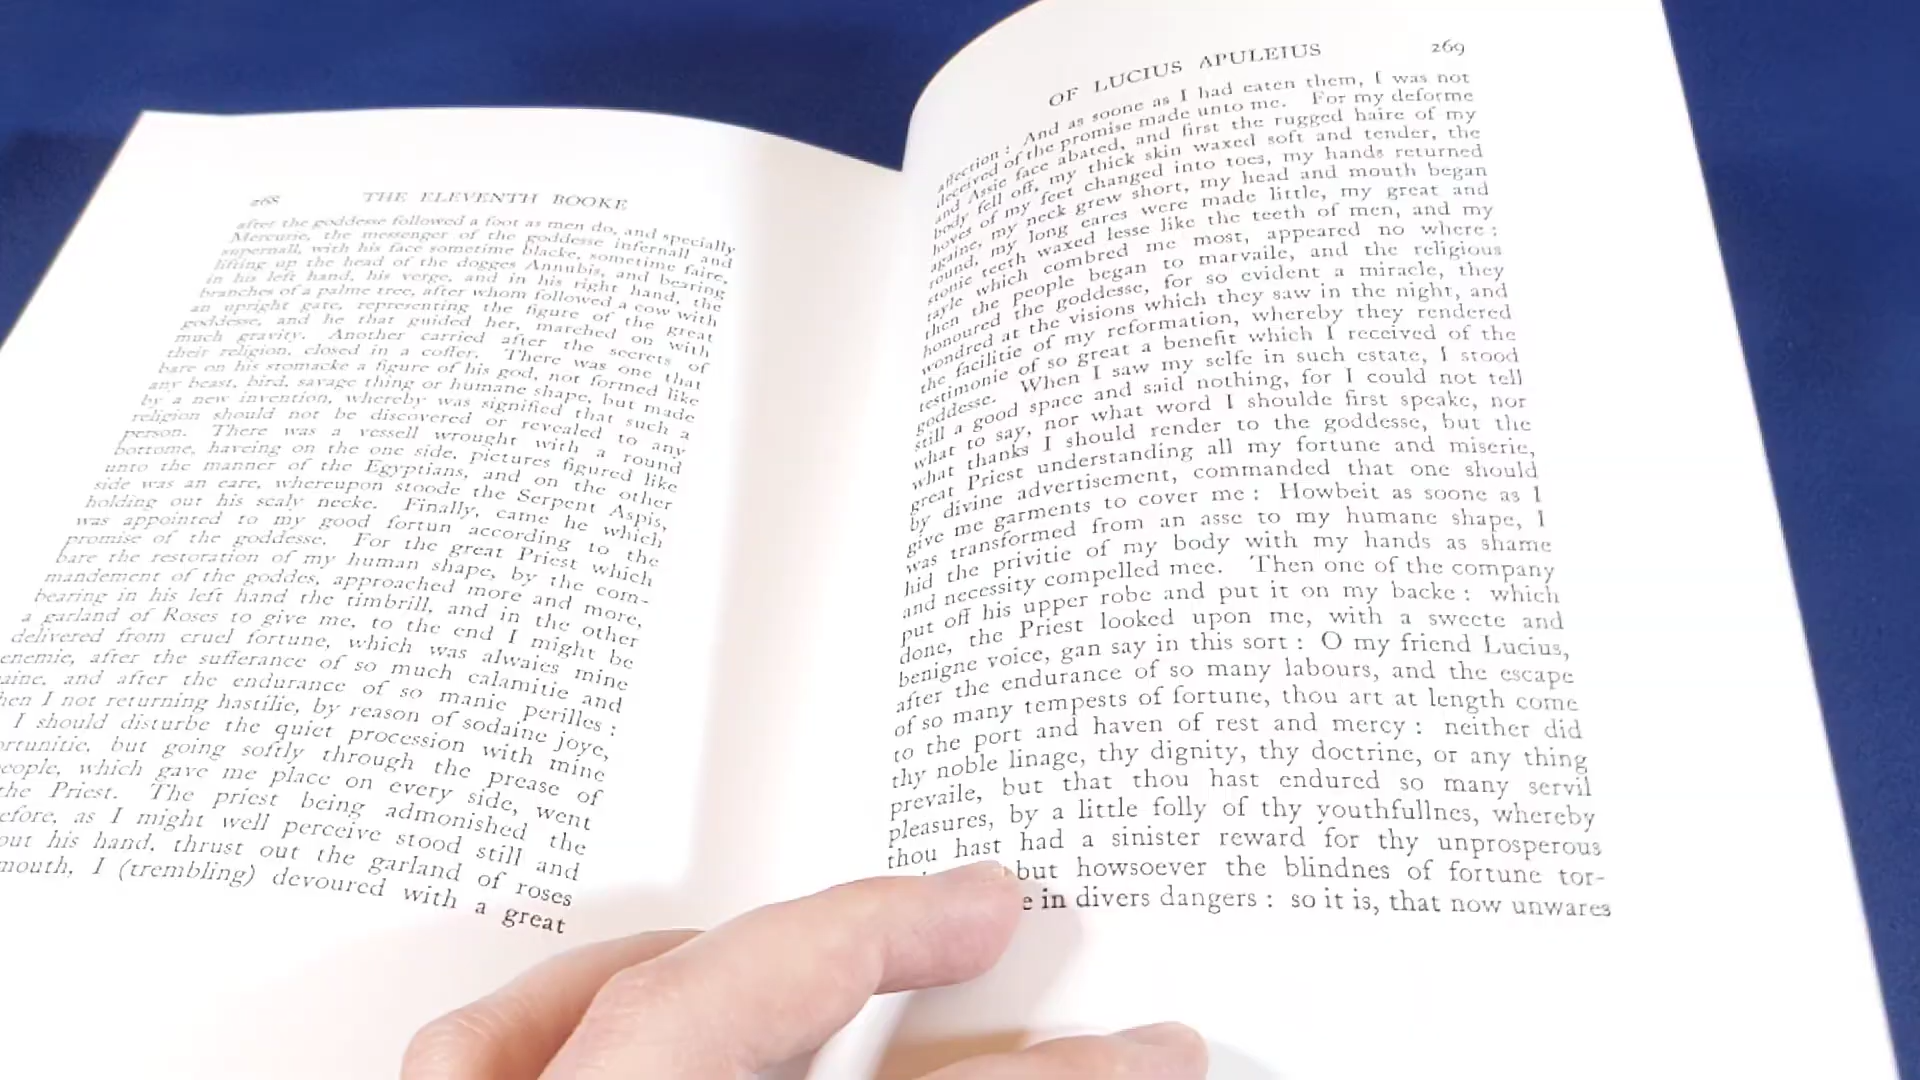 268 THE ELEVENTH BOOKE
after the goddesse followed a foot as men do, and specially
Mercurie, the messenger of the goddesse infernall and
supernall, with his face sometime blacke, sometime faire,
lifting up the head of the dogges Annubis, and bearing
in his left hand, his verge, and in his right hand, the
branches of a palme tree, after whom followed a cow with
an upright gate, representing the figure of the great
goddesse, and he that guided her, marched on with
much gravity. Another carried after the secrets of
their religion, closed in a coffer. There was one that
bare on his stomacke a figure of his god, not formed like
any beast, bird, savage thing or humane shape, but made
by a new invention, whereby was signified that such a
religion should not be discovered or revealed to any
person. There was a vessell wrought with a round
bottome, haveing on the one side, pictures figured like
unto the manner of the Egyptians, and on the other
side was an eare, whereupon stoode the Serpent Aspis,
holding out his scaly necke. Finally, came he which
was appointed to my good fortun according to the
promise of the goddesse. For the great Priest which
bare the restoration of my human shape, by the com-
mandement of the goddes, approached more and more,
bearing in his left hand the timbrill, and in the other
a garland of Roses to give me, to the end I might be
delivered from cruel fortune, which was alwaies mine
enemie, after the sufferance of so much calamitie and
aine, and after the endurance of so manie perilles :
hen I not returning hastilie, by reason of sodaine joye,
I should disturbe the quiet procession with mine
ortunitie, but going softly through the prease of
eople, which gave me place on every side, went
the Priest. The priest being admonished the
efore, as I might well perceive stood still and
out his hand, thrust out the garland of roses
mouth, I (trembling) devoured with a great
OF LUCIUS APULEIUS 269
affection : And as soone as I had eaten them, I was not
deceived of the promise made unto me. For my deforme
and Assie face abated, and first the rugged haire of my
body fell off, my thick skin waxed soft and tender, the
hoves of my feet changed into toes, my hands returned
againe, my neck grew short, my head and mouth began
round, my long eares were made little, my great and
stonie teeth waxed lesse like the teeth of men, and my
tayle which combred me most, appeared no where :
then the people began to marvaile, and the religious
honoured the goddesse, for so evident a miracle, they
wondred at the visions which they saw in the night, and
the facilitie of my reformation, whereby they rendered
testimonie of so great a benefit which I received of the
goddesse. When I saw my selfe in such estate, I stood
still a good space and said nothing, for I could not tell
what to say, nor what word I shoulde first speake, nor
what thanks I should render to the goddesse, but the
great Priest understanding all my fortune and miserie,
by divine advertisement, commanded that one should
give me garments to cover me : Howbeit as soone as I
was transformed from an asse to my humane shape, I
hid the privitie of my body with my hands as shame
and necessity compelled mee. Then one of the company
put off his upper robe and put it on my backe : which
done, the Priest looked upon me, with a sweete and
benigne voice, gan say in this sort : O my friend Lucius,
after the endurance of so many labours, and the escape
of so many tempests of fortune, thou art at length come
to the port and haven of rest and mercy : neither did
thy noble linage, thy dignity, thy doctrine, or any thing
prevaile, but that thou hast endured so many servil
pleasures, by a little folly of thy youthfullnes, whereby
thou hast had a sinister reward for thy unprosperous
but howsoever the blindnes of fortune tor-
e in divers dangers : so it is, that now unwares